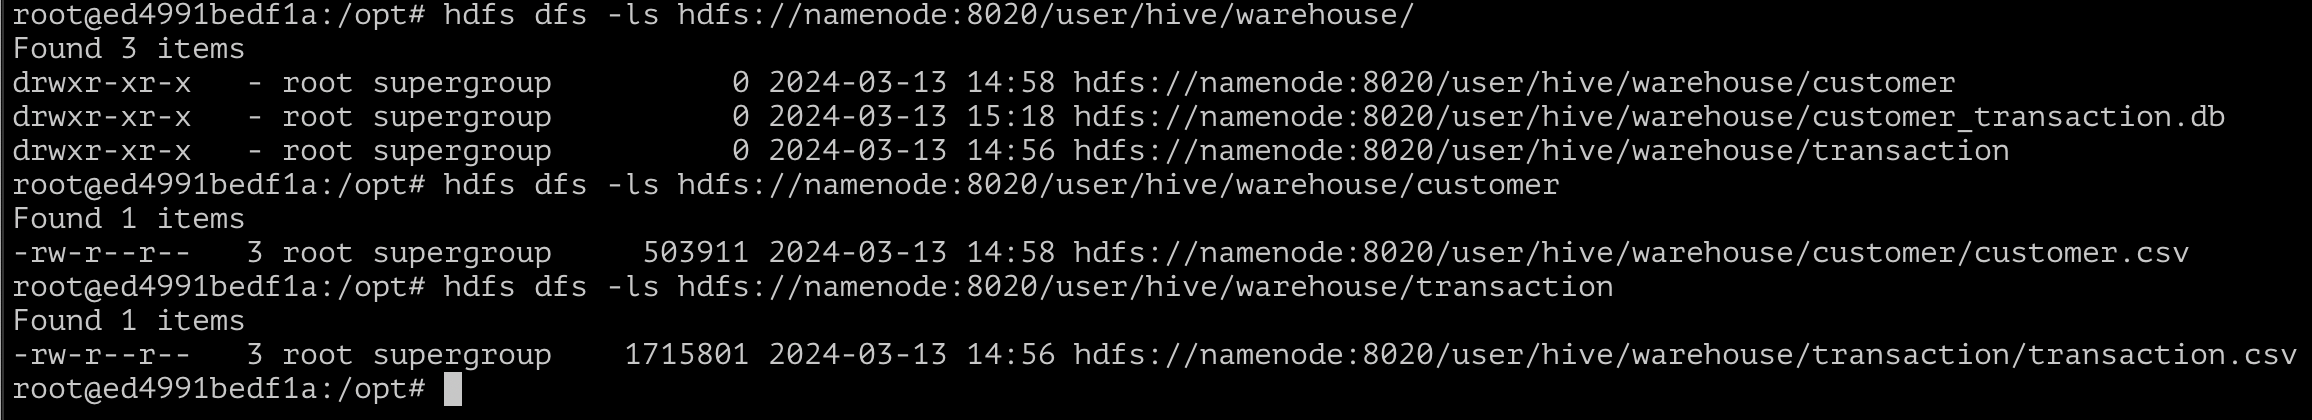 root@ed4991bedf1a:/opt# hdfs dfs -ls hdfs://namenode:8020/user/hive/warehouse/
Found 3 items
drwxr-xr-x   - root supergroup          0 2024-03-13 14:58 hdfs://namenode:8020/user/hive/warehouse/customer
drwxr-xr-x   - root supergroup          0 2024-03-13 15:18 hdfs://namenode:8020/user/hive/warehouse/customer_transaction.db
drwxr-xr-x   - root supergroup          0 2024-03-13 14:56 hdfs://namenode:8020/user/hive/warehouse/transaction
root@ed4991bedf1a:/opt# hdfs dfs -ls hdfs://namenode:8020/user/hive/warehouse/customer
Found 1 items
-rw-r--r--   3 root supergroup     503911 2024-03-13 14:58 hdfs://namenode:8020/user/hive/warehouse/customer/customer.csv
root@ed4991bedf1a:/opt# hdfs dfs -ls hdfs://namenode:8020/user/hive/warehouse/transaction
Found 1 items
-rw-r--r--   3 root supergroup    1715801 2024-03-13 14:56 hdfs://namenode:8020/user/hive/warehouse/transaction/transaction.csv
root@ed4991bedf1a:/opt#